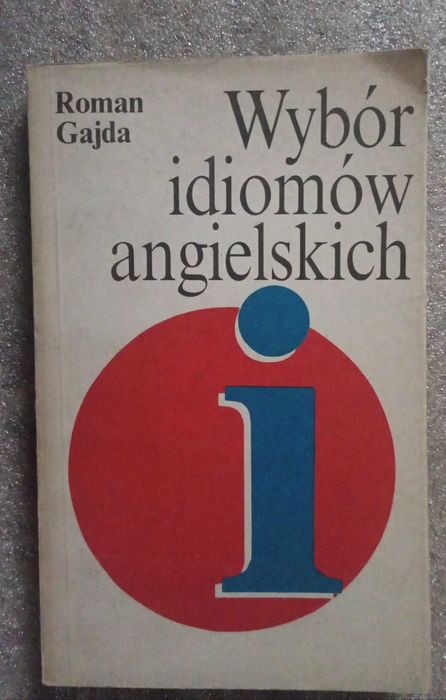 Roman
Gajda
Wybór
idiomów
angielskich
i